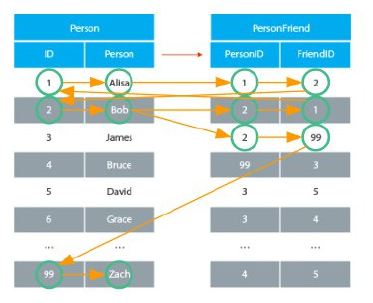 Person PersonFriend
ID Person PersonID FriendID
1 Alisa 1 2
2 Bob 2 1
3 James 2 99
4 Bruce 99 3
5 David 3 5
6 Grace 3 4
... ... ... ...
99 Zach 4 5